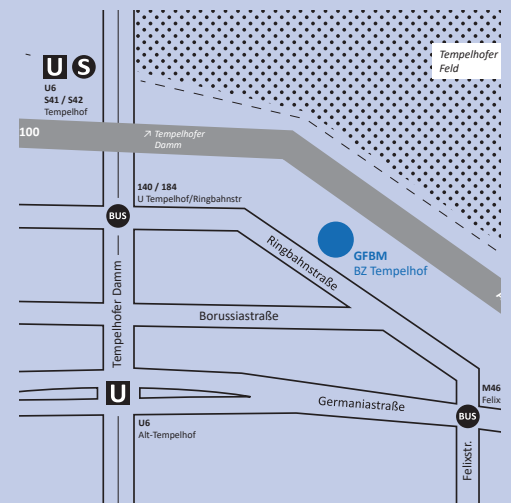 Tempelhofer
Feld
U S
U6
S41 / S42
Tempelhof
100
↗ Tempelhofer
Damm
140 / 184
U Tempelhof/Ringbahnstr
BUS
GFBM
BZ Tempelhof
Ringbahnstraße
Borussiastraße
Tempelhofer Damm
U
U6
Alt-Tempelhof
Germaniastraße
M46
Felix
BUS
Felixstr.